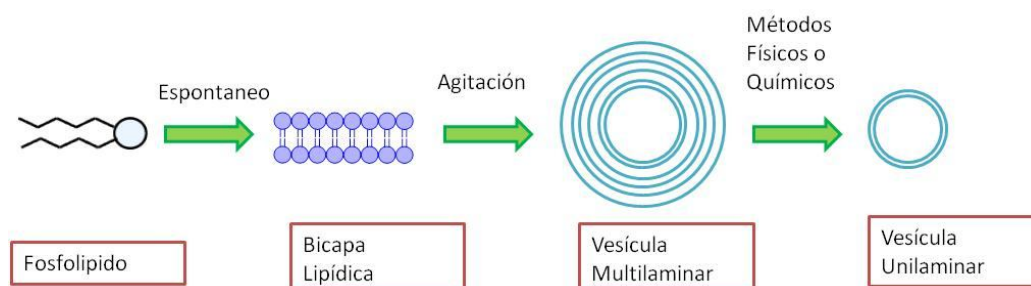 Espontaneo
Agitación
Métodos
Físicos o
Químicos
Fosfolipido
Bicapa
Lipídica
Vesícula
Multilaminar
Vesícula
Unilaminar